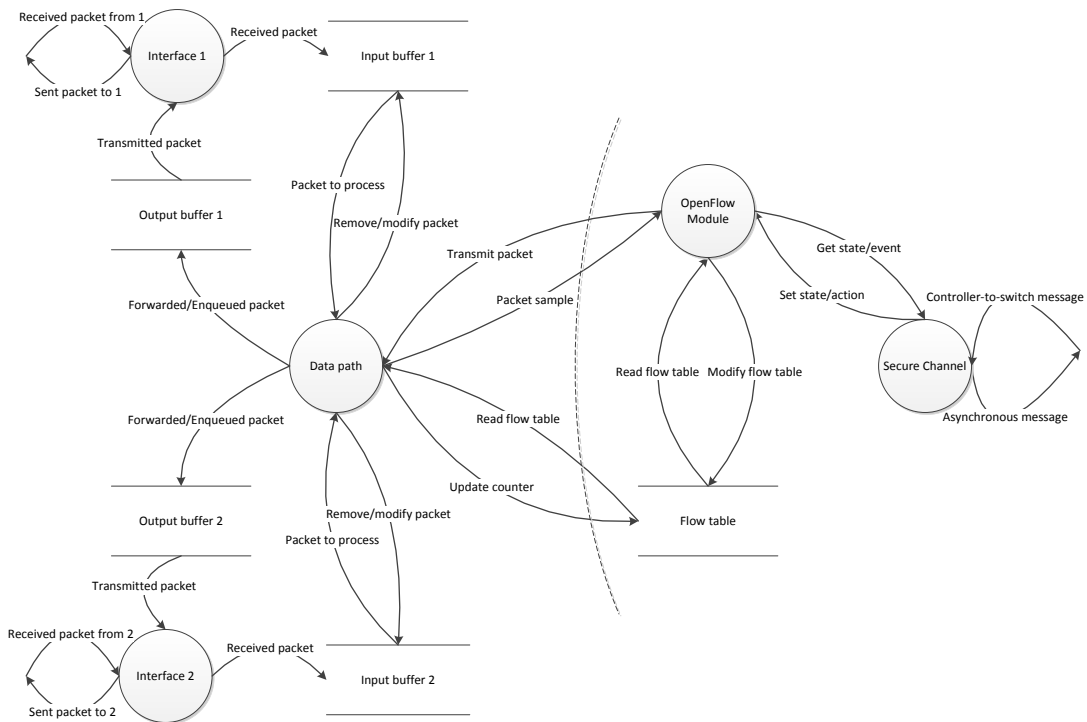 Received packet from 1
Interface 1
Received packet
Input buffer 1
Sent packet to 1
Transmitted packet
Packet to process
Output buffer 1
Remove/modify packet
OpenFlow
Module
Transmit packet
Get state/event
Packet sample
Set state/action
Controller-to-switch message
Forwarded/Enqueued packet
Data path
Read flow table
Modify flow table
Secure Channel
Forwarded/Enqueued packet
Read flow table
Asynchronous message
Update counter
Output buffer 2
Remove/modify packet
Flow table
Packet to process
Transmitted packet
Received packet from 2
Interface 2
Received packet
Input buffer 2
Sent packet to 2